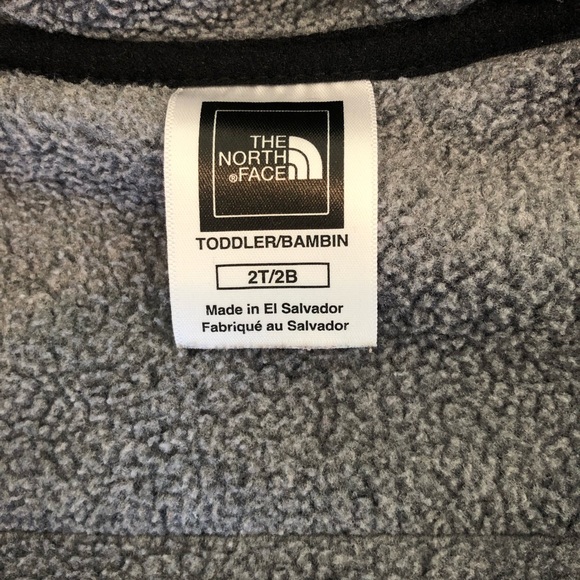 THE
NORTH
®FACE
TODDLER/BAMBIN
2T/2B
Made in El Salvador
Fabriqué au Salvador